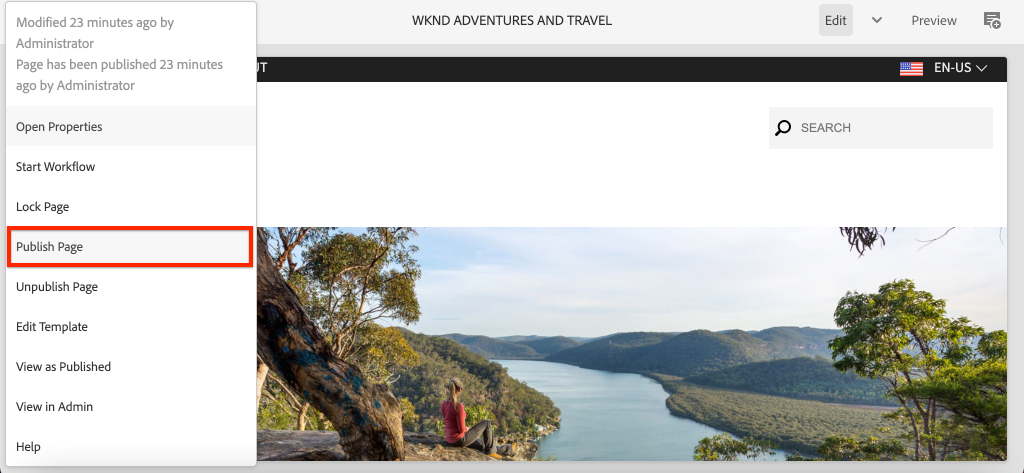 Modified 23 minutes ago by
Administrator
Page has been published 23 minutes
ago by Administrator
Open Properties
Start Workflow
Lock Page
Publish Page
Unpublish Page
Edit Template
View as Published
View in Admin
Help
WKND ADVENTURES AND TRAVEL
Edit
Preview
EN-US
SEARCH